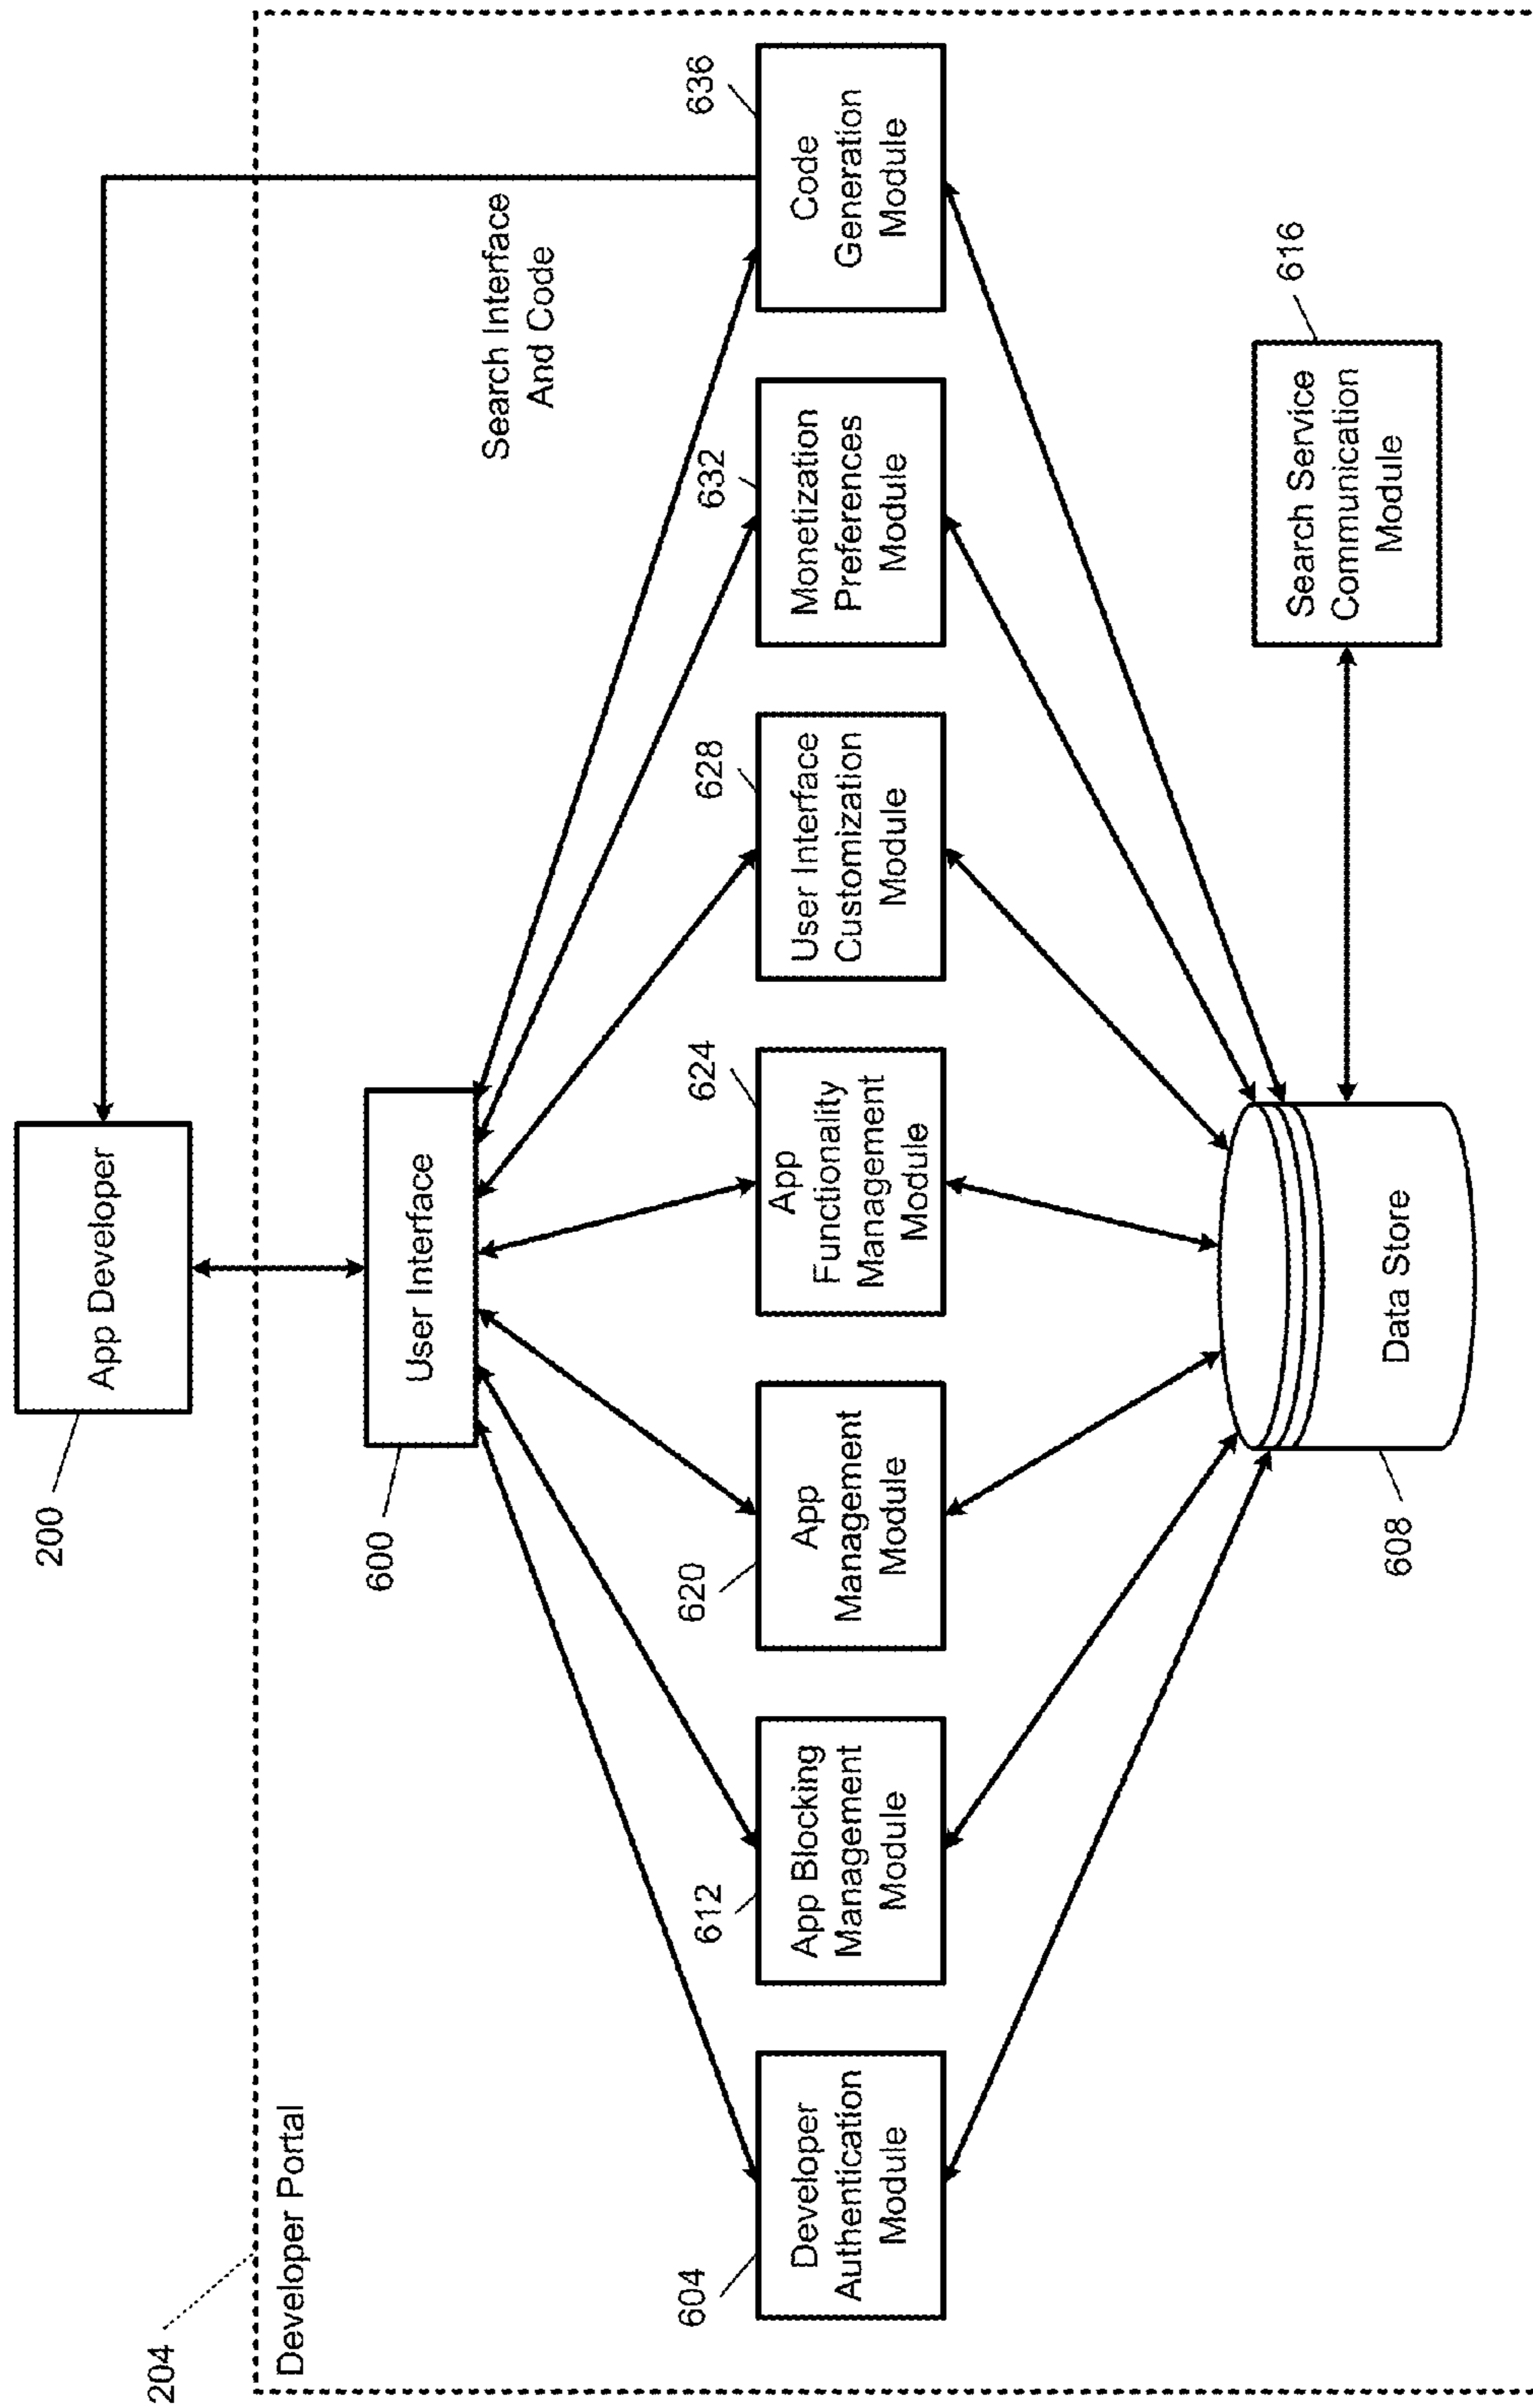 200
App Developer
204
Developer Portal
600
User Interface
Search Interface
And Code
604
Developer
Authentication
Module
612
App Blocking
Management
Module
620
App
Management
Module
624
App
Functionality
Management
Module
628
User Interface
Customization
Module
632
Monetization
Preferences
Module
636
Code
Generation
Module
608
Data Store
616
Search Service
Communication
Module